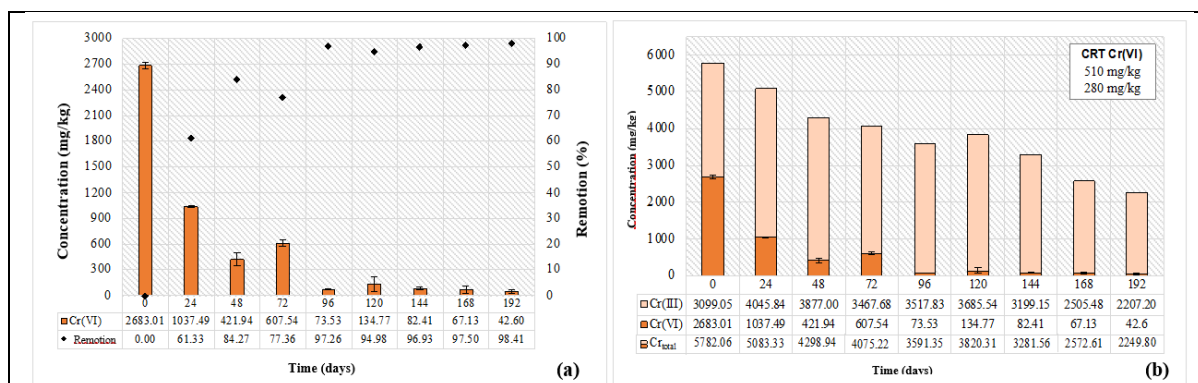 3000
2700
2400
2100
1800
1500
1200
900
600
300
0
Concentration (mg/kg)
100
90
80
70
60
50
40
30
20
10
0
Remotion (%)
0 24 48 72 96 120 144 168 192
Cr(VI) 2683.01 1037.49 421.94 607.54 73.53 134.77 82.41 67.13 42.60
Remotion 0.00 61.33 84.27 77.36 97.26 94.98 96.93 97.50 98.41
Time (days)
(a)
6000
5000
4000
3000
2000
1000
0
Concentration (mg/kg)
CRT Cr(VI)
510 mg/kg
280 mg/kg
0 24 48 72 96 120 144 168 192
Cr(III) 3099.05 4045.84 3877.00 3467.68 3517.83 3685.54 3199.15 2505.48 2207.20
Cr(VI) 2683.01 1037.49 421.94 607.54 73.53 134.77 82.41 67.13 42.6
Crtotal 5782.06 5083.33 4298.94 4075.22 3591.35 3820.31 3281.56 2572.61 2249.80
Time (days)
(b)